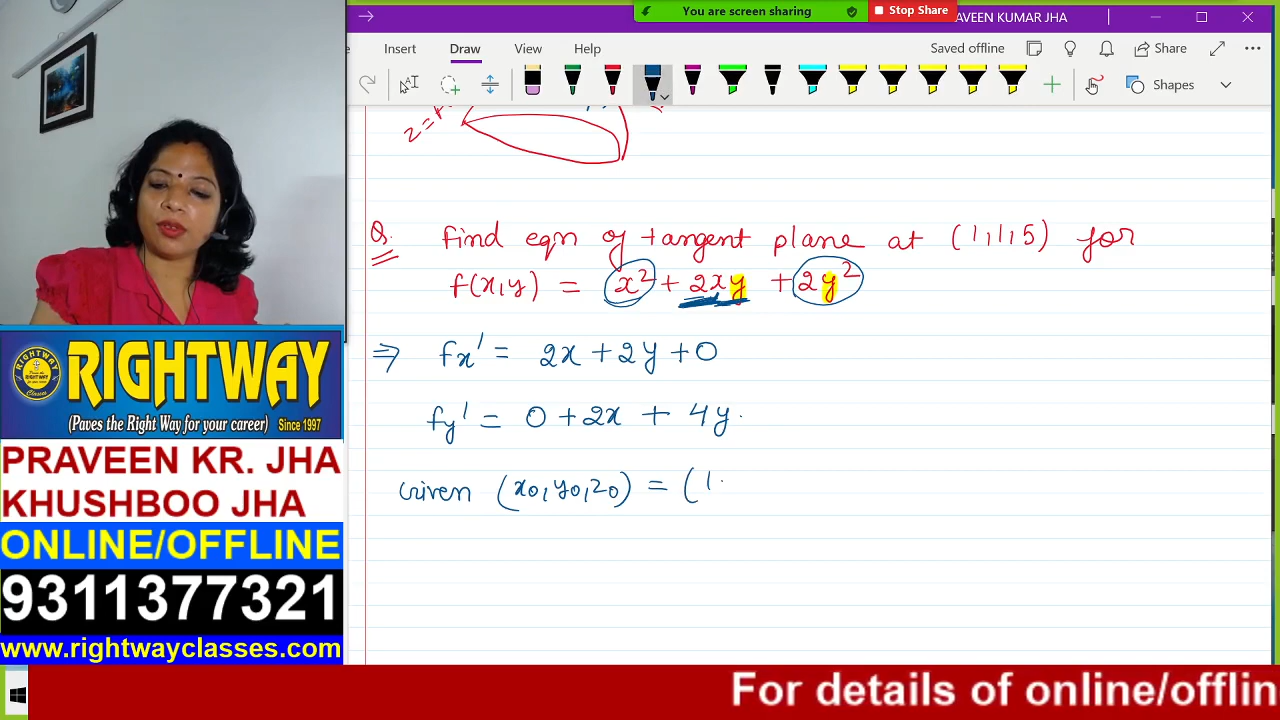 You are screen sharing
Stop Share
AVEEN KUMAR JHA
Insert Draw View Help
Saved offline
Share
Shapes
Q. Find eqn of tangent plane at (1,1,5) for
f(x,y) = x² + 2xy + 2y²
⇒ fx' = 2x + 2y + 0
fy' = 0 + 2x + 4y.
Given (x0, y0, z0) = (1.
RIGHTWAY
(Paves the Right Way for your career) Since 1997
PRAVEEN KR. JHA
KHUSHBOO JHA
ONLINE/OFFLINE
9311377321
www.rightwayclasses.com
For details of online/offlin